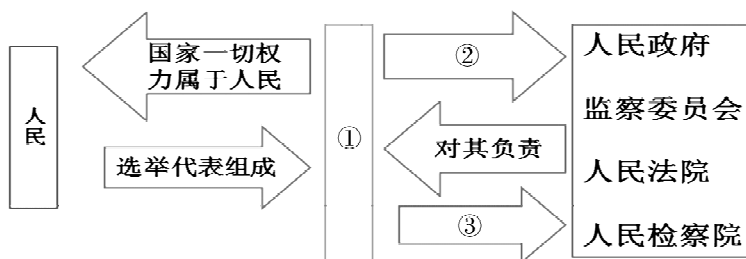 人民
国家一切权
力属于人民
选举代表组成
①
②
对其负责
③
人民政府
监察委员会
人民法院
人民检察院